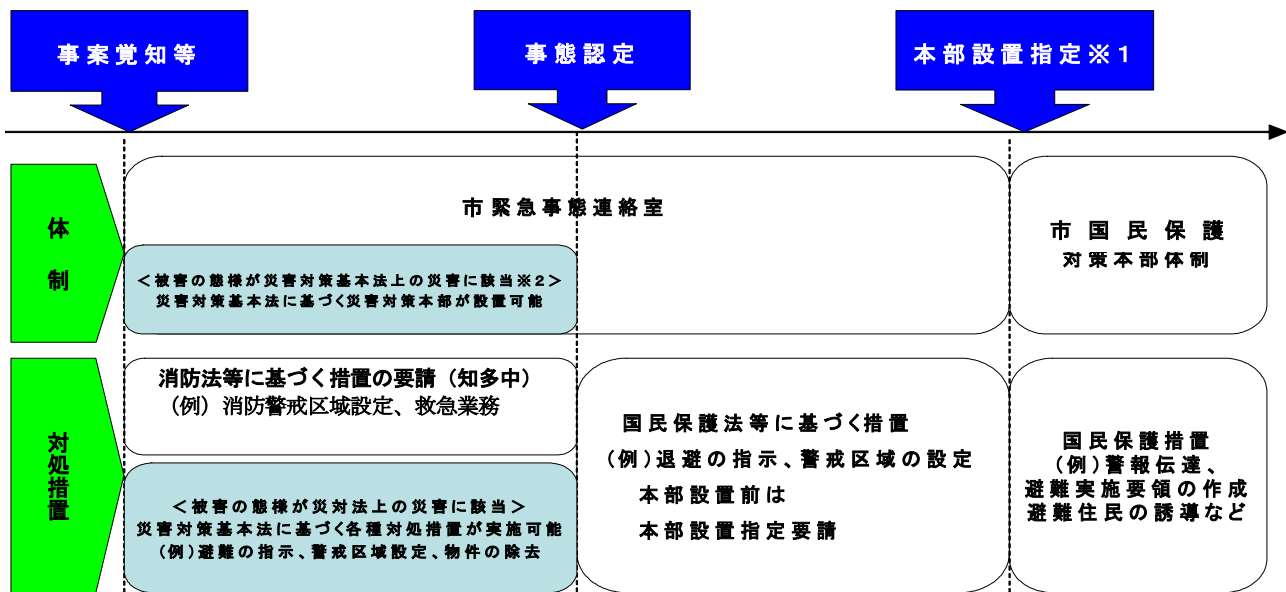 事案覚知等
事態認定
本部設置指定※1
体制
市緊急事態連絡室
<被害の態様が災害対策基本法上の災害に該当※2>
災害対策基本法に基づく災害対策本部が設置可能
市国民保護
対策本部体制
対処措置
消防法等に基づく措置の要請（知多中）
（例）消防警戒区域設定、救急業務
<被害の態様が災対法上の災害に該当>
災害対策基本法に基づく各種対処措置が実施可能
(例)避難の指示、警戒区域設定、物件の除去
国民保護法等に基づく措置
(例)退避の指示、警戒区域の設定
本部設置前は
本部設置指定要請
国民保護措置
(例)警報伝達、
避難実施要領の作成
避難住民の誘導など